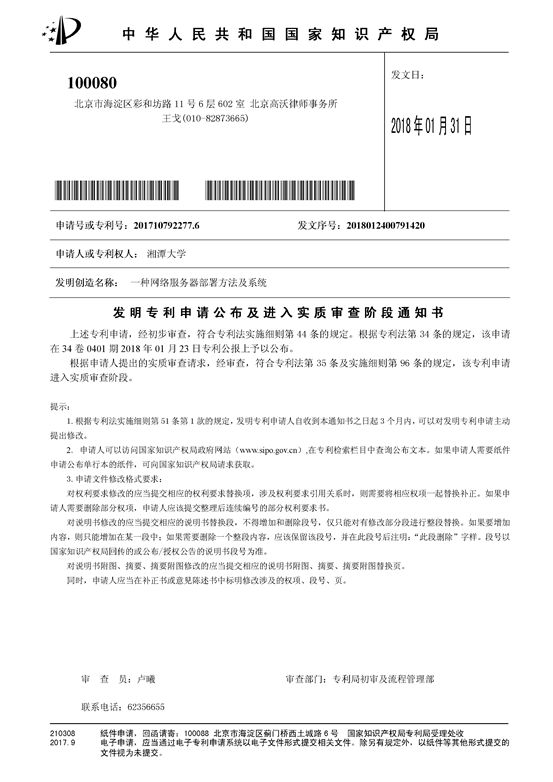 中华人民共和国国家知识产权局
100080
北京市海淀区彩和坊路 11 号 6 层 602 室 北京高沃律师事务所
王戈(010-82873665)
发文日:
2018 年 01 月 31 日
申请号或专利号:201710792277.6 发文序号:2018012400791420
申请人或专利权人: 湘潭大学
发明创造名称: 一种网络服务器部署方法及系统
发明专利申请公布及进入实质审查阶段通知书
上述专利申请,经初步审查,符合专利法实施细则第 44 条的规定。根据专利法第 34 条的规定,该申请
在 34 卷 0401 期 2018 年 01 月 23 日专利公报上予以公布。
根据申请人提出的实质审查请求,经审查,符合专利法第 35 条及实施细则第 96 条的规定,该专利申请
进入实质审查阶段。
提示:
1.根据专利法实施细则第 51 条第 1 款的规定,发明专利申请人自收到本通知书之日起 3 个月内,可以对发明专利申请主动
提出修改。
2. 申请人可以访问国家知识产权局政府网站(www.sipo.gov.cn),在专利检索栏目中查询公布文本。如果申请人需要纸件
申请公布单行本的纸件,可向国家知识产权局请求获取。
3.申请文件修改格式要求:
对权利要求修改的应当提交相应的权利要求替换项,涉及权利要求引用关系时,则需要将相应权项一起替换补正。如果申
请人需要删除部分权项,申请人应该提交整理后连续编号的部分权利要求书。
对说明书修改的应当提交相应的说明书替换段,不得增加和删除段号,仅只能对有修改部分段进行整段替换。如果要增加
内容,则只能增加在某一段中;如果需要删除一个整段内容,应该保留该段号,并在此段号后注明:“此段删除”字样。段号以
国家知识产权局回传的或公布/授权公告的说明书段号为准。
对说明书附图、摘要、摘要附图修改的应当提交相应的说明书附图、摘要、摘要附图替换页。
同时,申请人应当在补正书或意见陈述书中标明修改涉及的权项、段号、页。
审 查 员:卢曦 审查部门:专利局初审及流程管理部
联系电话:62356655
210308 纸件申请,回函请寄:100088 北京市海淀区蓟门桥西土城路 6 号 国家知识产权局专利局受理处收
2017.9 电子申请,应当通过电子专利申请系统以电子文件形式提交相关文件。除另有规定外,以纸件等其他形式提交的
文件视为未提交。